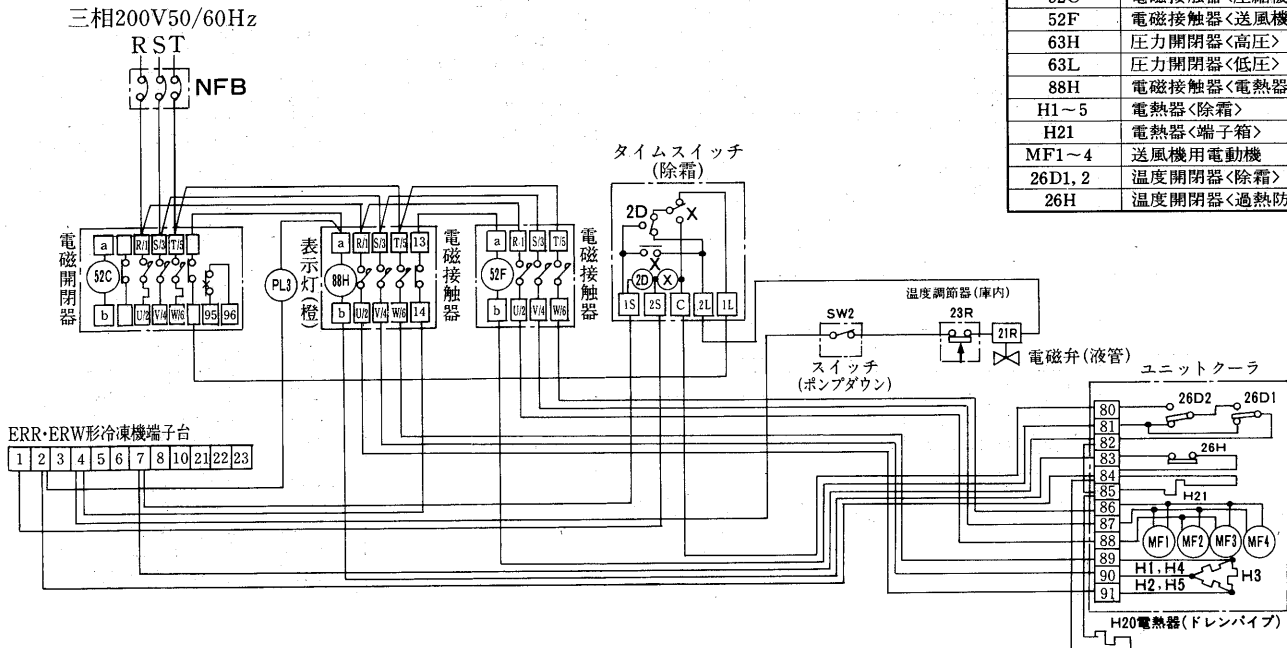 三相200V50/60Hz
R S T
NFB
52F 電磁接触器<送風機
63H 圧力開閉器<高圧>
63L 圧力開閉器<低圧>
88H 電磁接触器<電熱器
H1～5 電熱器<除霜>
H21 電熱器<端子箱>
MF1～4 送風機用電動機
26D1, 2 温度開閉器<除霜>
26H 温度開閉器<過熱防
タイムスイッチ
(除霜)
2D X
X
2D X
1S 2S C 2L 1L
電磁開閉器
a R/1 S/3 T/5
52C
b U/2 V/4 W/6 95 96
PL3
表示灯(橙)
a R/1 S/3 T/5 13
88H
b U/2 V/4 W/6 14
電磁接触器
a R/1 S/3 T/5
52F
b U/2 V/4 W/6
電磁接触器
SW2
スイッチ
(ポンプダウン)
温度調節器(庫内)
23R
21R
電磁弁(液管)
ERR・ERW形冷凍機端子台
1 2 3 4 5 6 7 8 10 21 22 23
ユニットクーラ
80
81
82
83
84
85
86
87
88
89
90
91
26D2 26D1
26H
H21
MF1 MF2 MF3 MF4
H1, H4
H2, H5
H3
H20電熱器(ドレンパイプ)